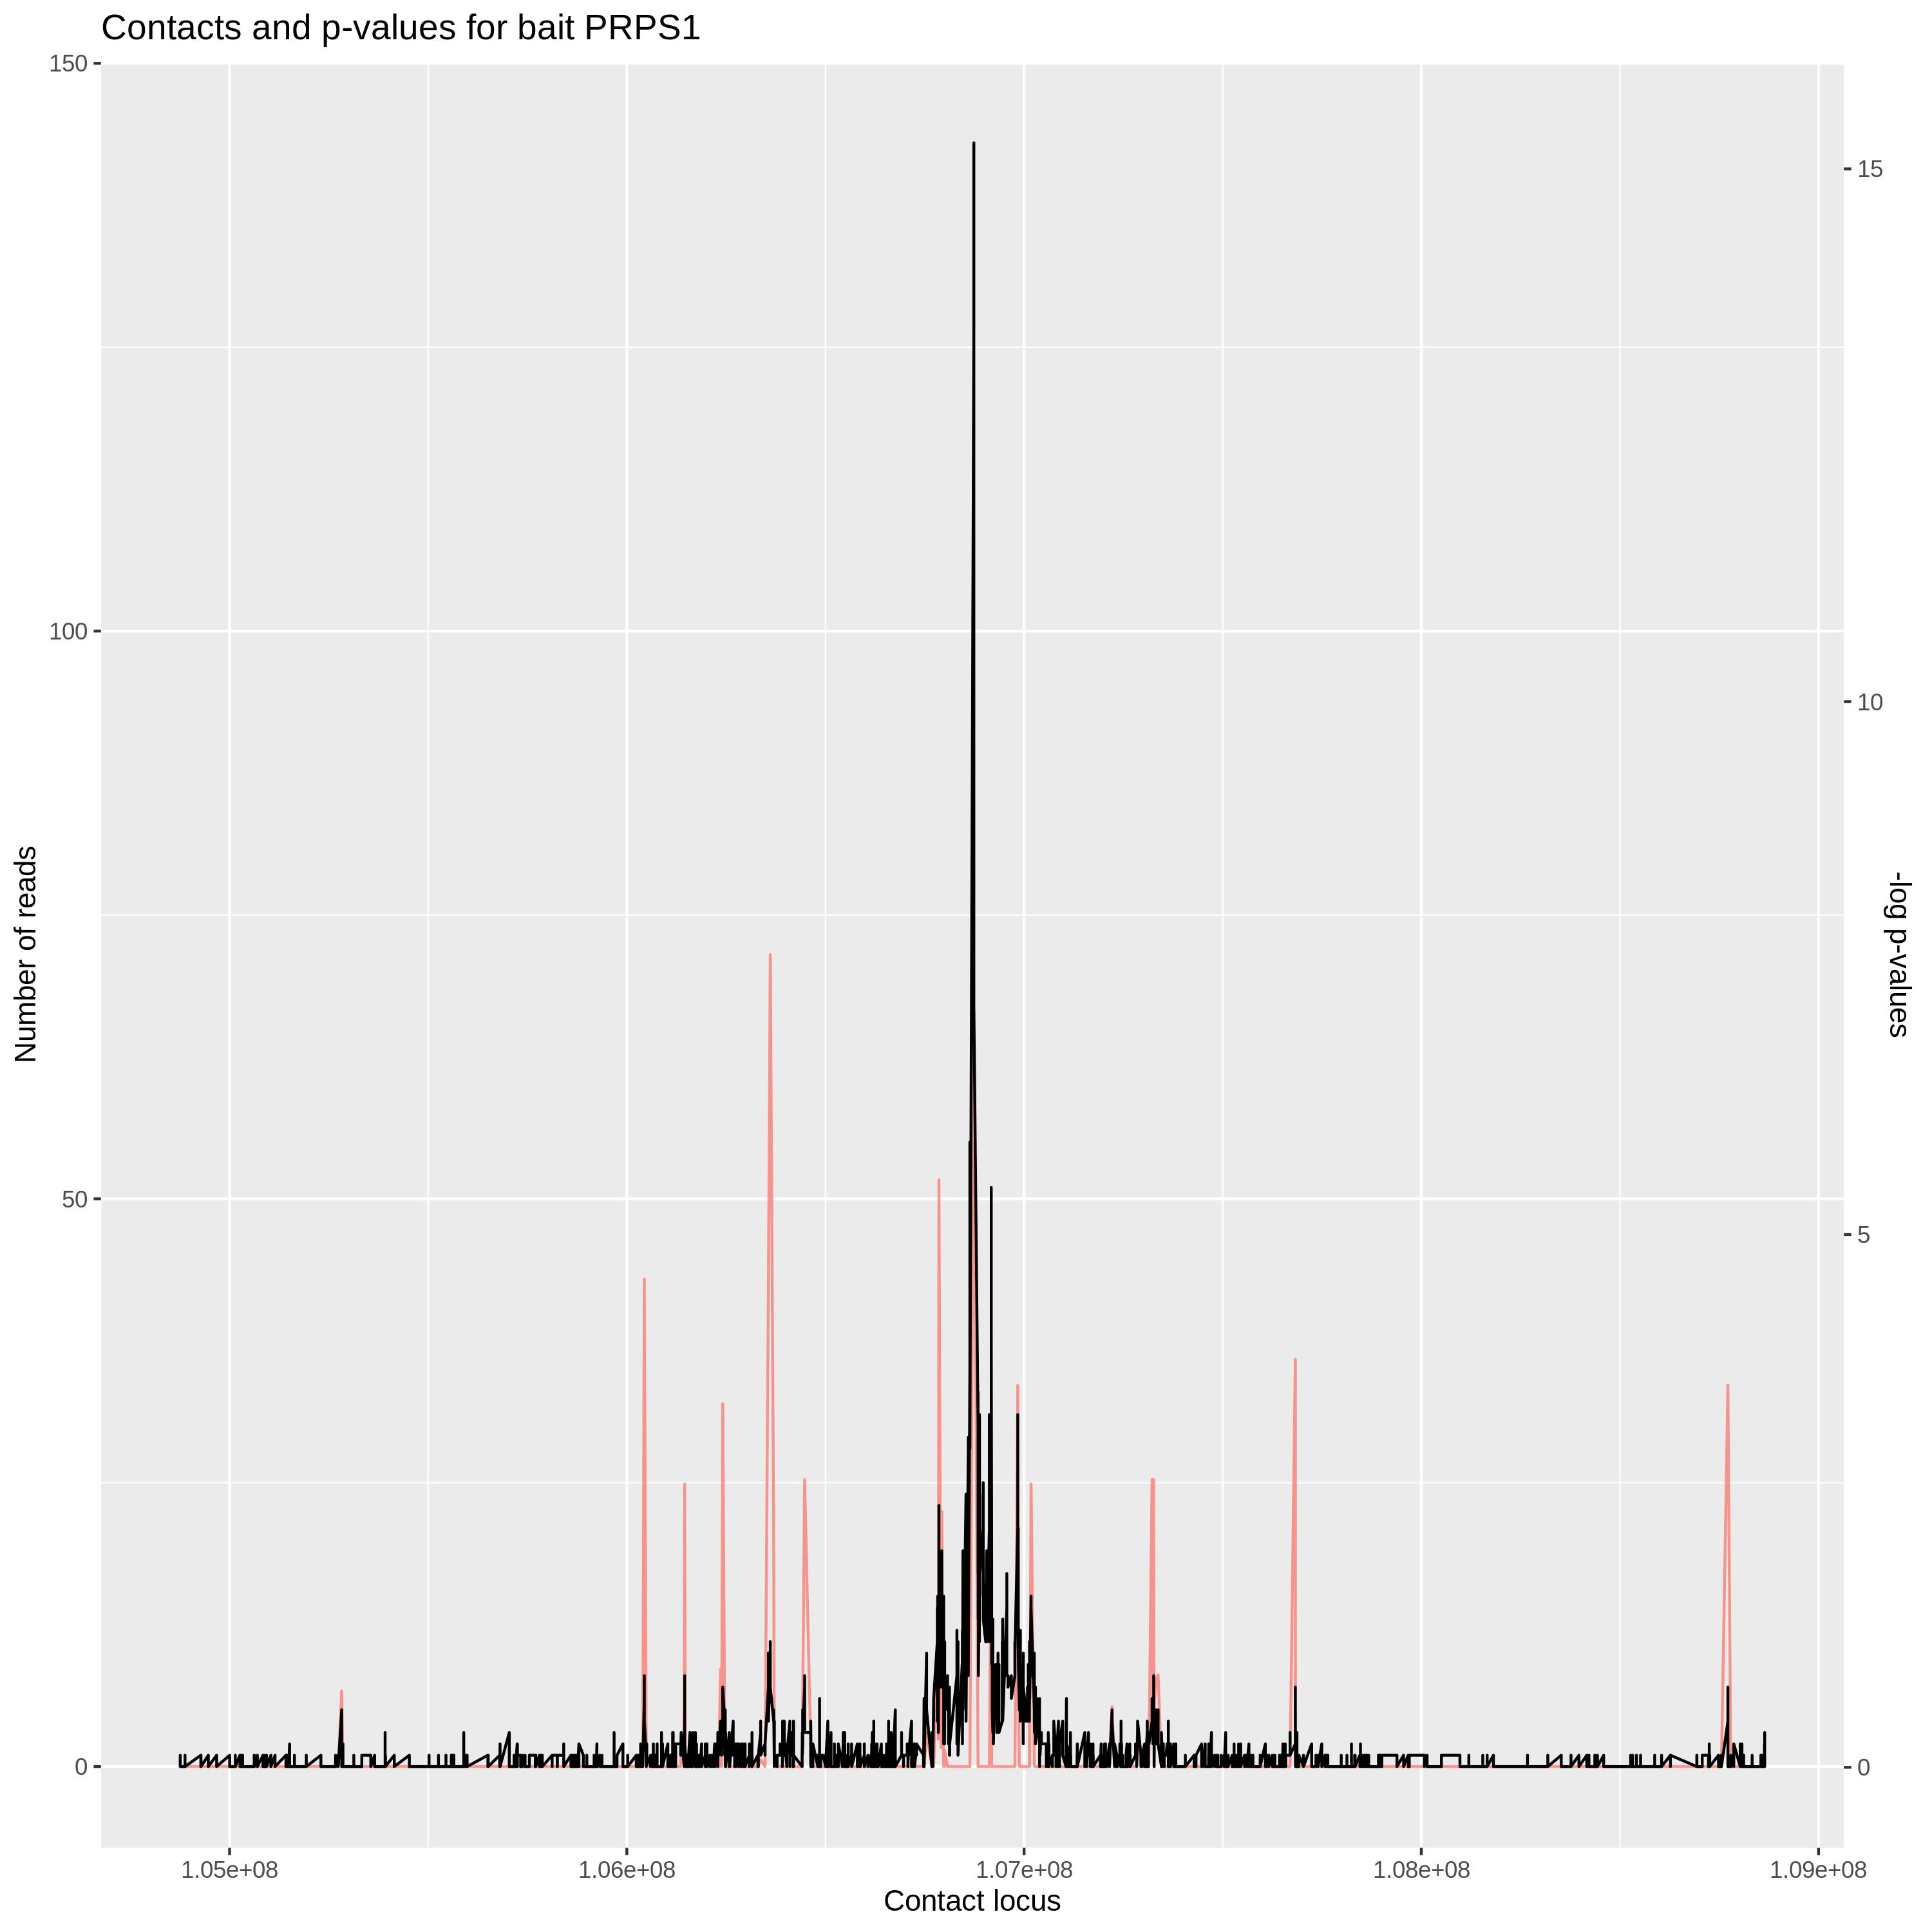 Contacts and p-values for bait PRPS1
150
100
50
0
Number of reads
15
10
5
0
-log p-values
1.05e+08
1.06e+08
1.07e+08
1.08e+08
1.09e+08
Contact locus